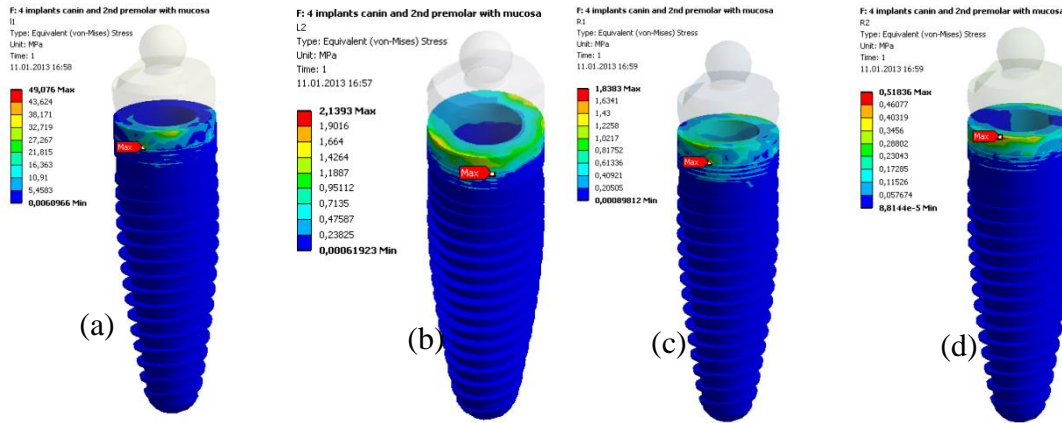 F: 4 implants canin and 2nd premolar with mucosa
l1
Type: Equivalent (von-Mises) Stress
Unit: MPa
Time: 1
11.01.2013 16:58
49,076 Max
43,624
38,171
32,719
27,267
21,815
16,363
10,91
5,4583
0,0060966 Min
Max
(a)
F: 4 implants canin and 2nd premolar with mucosa
L2
Type: Equivalent (von-Mises) Stress
Unit: MPa
Time: 1
11.01.2013 16:57
2,1393 Max
1,9016
1,664
1,4264
1,1887
0,95112
0,7135
0,47587
0,23825
0,00061923 Min
Max
(b)
F: 4 implants canin and 2nd premolar with mucosa
R1
Type: Equivalent (von-Mises) Stress
Unit: MPa
Time: 1
11.01.2013 16:59
1,8383 Max
1,6341
1,43
1,2258
1,0217
0,81752
0,61336
0,40921
0,20505
0,00089812 Min
Max
(c)
F: 4 implants canin and 2nd premolar with mucosa
R2
Type: Equivalent (von-Mises) Stress
Unit: MPa
Time: 1
11.01.2013 16:59
0,51836 Max
0,46077
0,40319
0,3456
0,28802
0,23043
0,17285
0,11526
0,057674
8,8144e-5 Min
Max
(d)